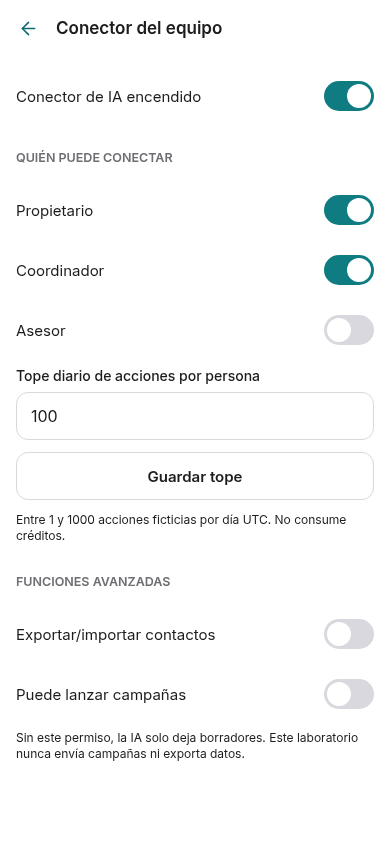 Conector del equipo
Conector de IA encendido
QUIÉN PUEDE CONECTAR
Propietario
Coordinador
Asesor
Tope diario de acciones por persona
100
Guardar tope
Entre 1 y 1000 acciones ficticias por día UTC. No consume
créditos.
FUNCIONES AVANZADAS
Exportar/importar contactos
Puede lanzar campañas
Sin este permiso, la IA solo deja borradores. Este laboratorio
nunca envía campañas ni exporta datos.